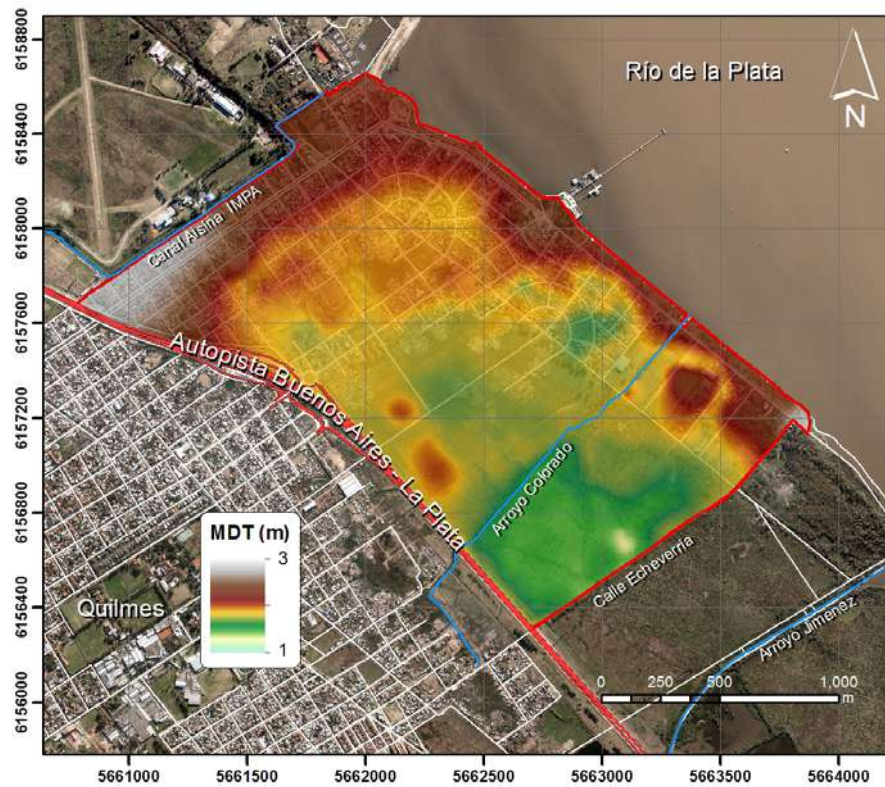 6158800
6158400
6158000
6157600
6157200
6156800
6156400
6156000
Río de la Plata
N
Canal Alsina IMPA
Autopista Buenos Aires - La Plata
Arroyo Colorado
MDT (m)
3
1
Quilmes
Calle Echeverría
Arroyo Jimenez
0 250 500 1,000
m
5661000 5661500 5662000 5662500 5663000 5663500 5664000